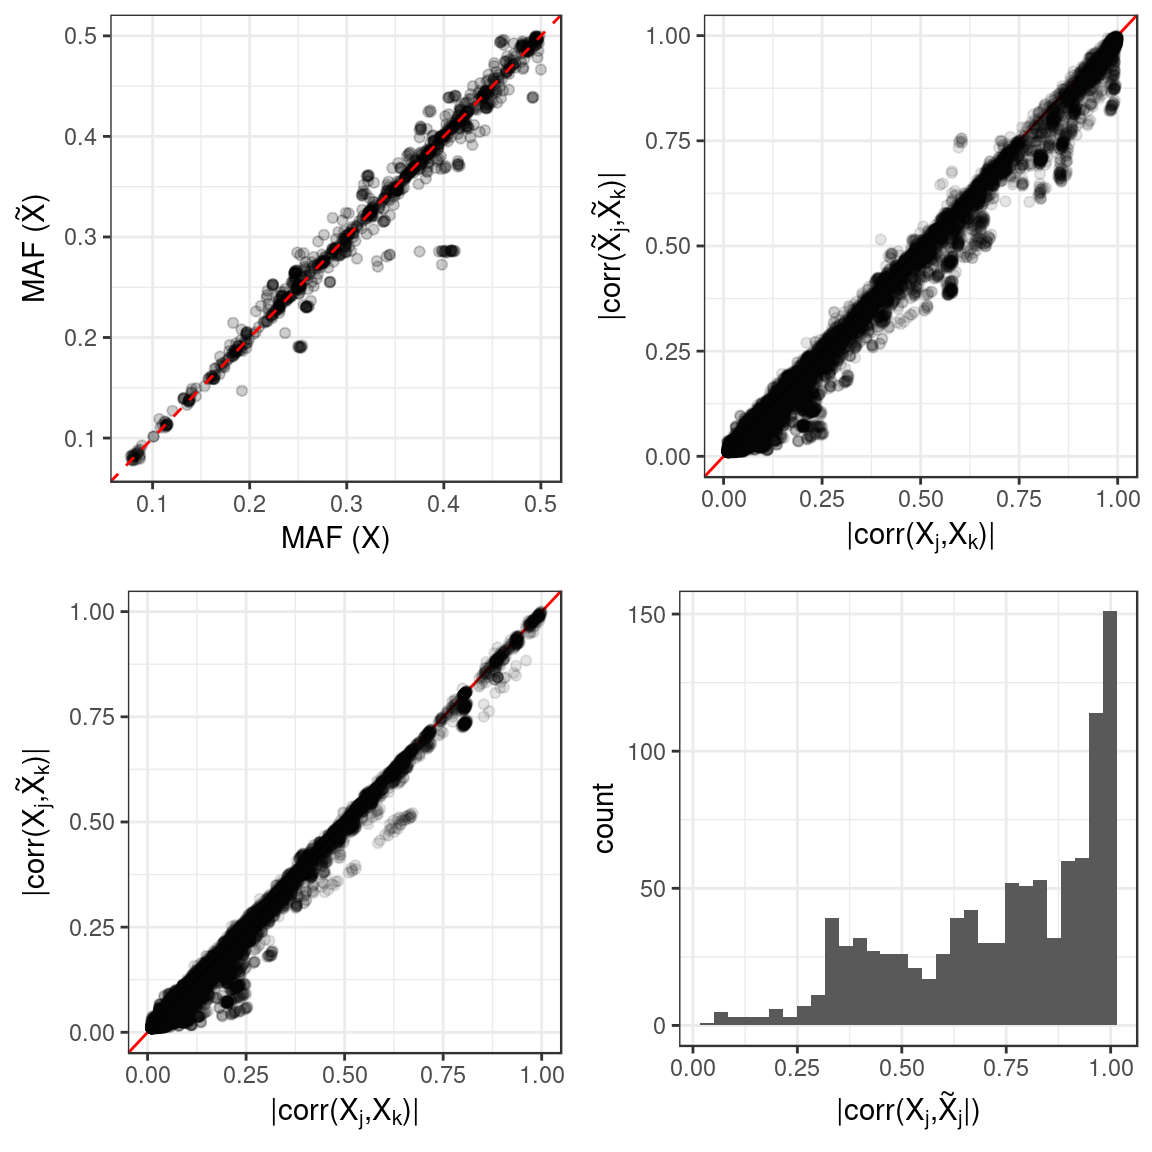 0.5
0.4
0.3
0.2
0.1
MAF (X̃)
0.1 0.2 0.3 0.4 0.5
MAF (X)
1.00
0.75
0.50
0.25
0.00
|corr(X̃j,X̃k)|
0.00 0.25 0.50 0.75 1.00
|corr(Xj,Xk)|
1.00
0.75
0.50
0.25
0.00
|corr(Xj,X̃k)|
0.00 0.25 0.50 0.75 1.00
|corr(Xj,Xk)|
150
100
50
0
count
0.00 0.25 0.50 0.75 1.00
|corr(Xj,X̃j|)